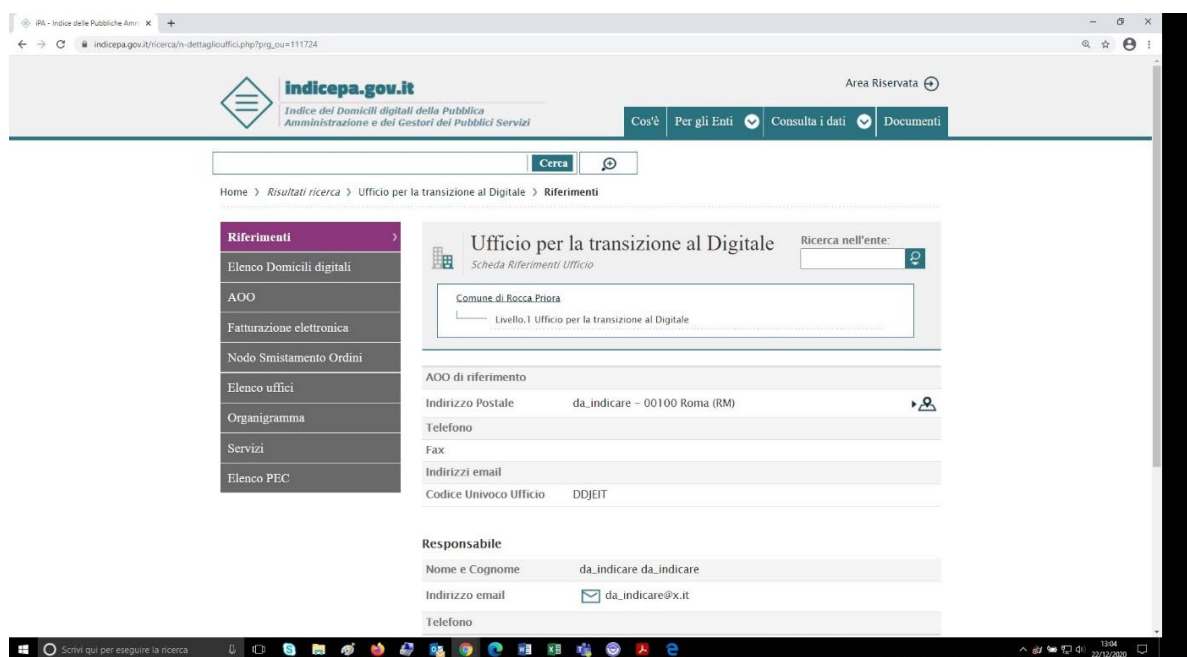 iPA - Indice delle Pubbliche Amm
indicepa.gov.it/ricerca/n-dettagliouffici.php?prg_ou=111724
indicepa.gov.it
Indice dei Domicili digitali della Pubblica
Amministrazione e dei Gestori dei Pubblici Servizi
Area Riservata
Cos'è Per gli Enti Consulta i dati Documenti
Cerca
Home > Risultati ricerca > Ufficio per la transizione al Digitale > Riferimenti
Riferimenti
Elenco Domicili digitali
AOO
Fatturazione elettronica
Nodo Smistamento Ordini
Elenco uffici
Organigramma
Servizi
Elenco PEC
Ufficio per la transizione al Digitale
Scheda Riferimenti Ufficio
Ricerca nell'ente:
Comune di Rocca Priora
Livello.1 Ufficio per la transizione al Digitale
AOO di riferimento
Indirizzo Postale da_indicare - 00100 Roma (RM)
Telefono
Fax
Indirizzi email
Codice Univoco Ufficio DDJEIT
Responsabile
Nome e Cognome da_indicare da_indicare
Indirizzo email da_indicare@x.it
Telefono
Scrivi qui per eseguire la ricerca
13:04
22/12/2020